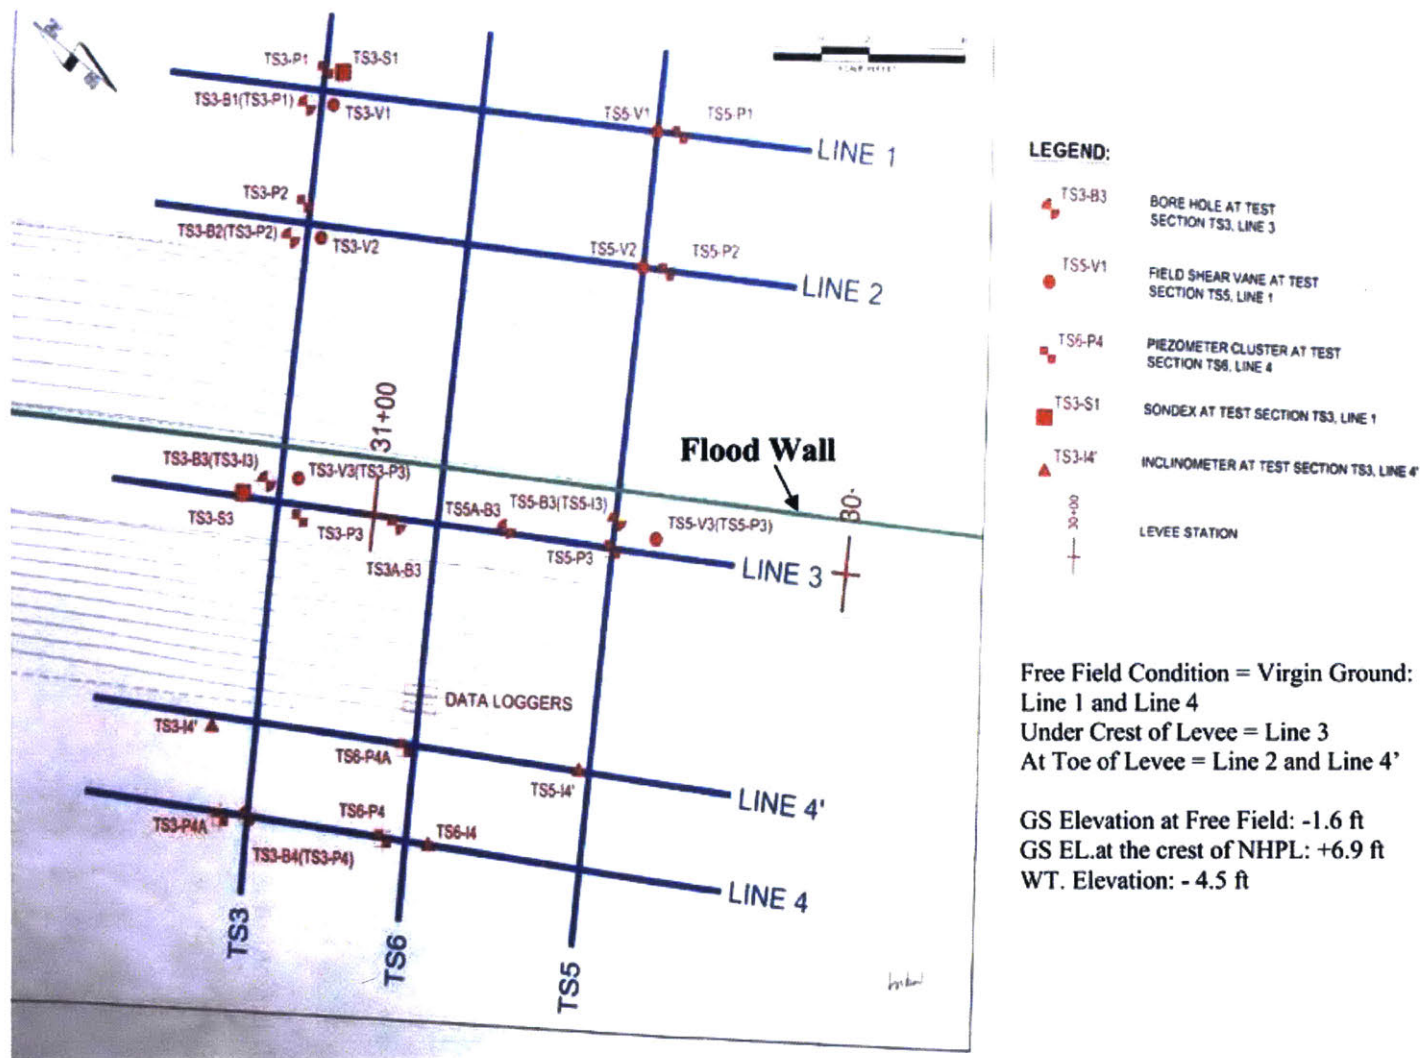 TS3-P1
TS3-S1
TS3-B1(TS3-P1)
TS3-V1
TS5-V1
TS5-P1
LINE 1
TS3-P2
TS3-B2(TS3-P2)
TS3-V2
TS5-V2
TS5-P2
LINE 2
31+00
Flood Wall
TS3-B3(TS3-I3)
TS3-V3(TS3-P3)
TS3-S3
TS3-P3
TS3A-B3
TS5A-B3
TS5-B3(TS5-I3)
TS5-V3(TS5-P3)
TS5-P3
LINE 3
DATA LOGGERS
TS3-I4'
TS6-P4A
TS5-I4'
LINE 4'
TS3-P4A
TS3-B4(TS3-P4)
TS6-P4
TS6-I4
LINE 4
TS3
TS6
TS5
LEGEND:
TS3-B3
BORE HOLE AT TEST
SECTION TS3, LINE 3
TS5-V1
FIELD SHEAR VANE AT TEST
SECTION TS5, LINE 1
TS6-P4
PIEZOMETER CLUSTER AT TEST
SECTION TS6, LINE 4
TS3-S1
SONDEX AT TEST SECTION TS3, LINE 1
TS3-I4'
INCLINOMETER AT TEST SECTION TS3, LINE 4'
30+00
LEVEE STATION
Free Field Condition = Virgin Ground:
Line 1 and Line 4
Under Crest of Levee = Line 3
At Toe of Levee = Line 2 and Line 4’
GS Elevation at Free Field: -1.6 ft
GS EL.at the crest of NHPL: +6.9 ft
WT. Elevation: - 4.5 ft